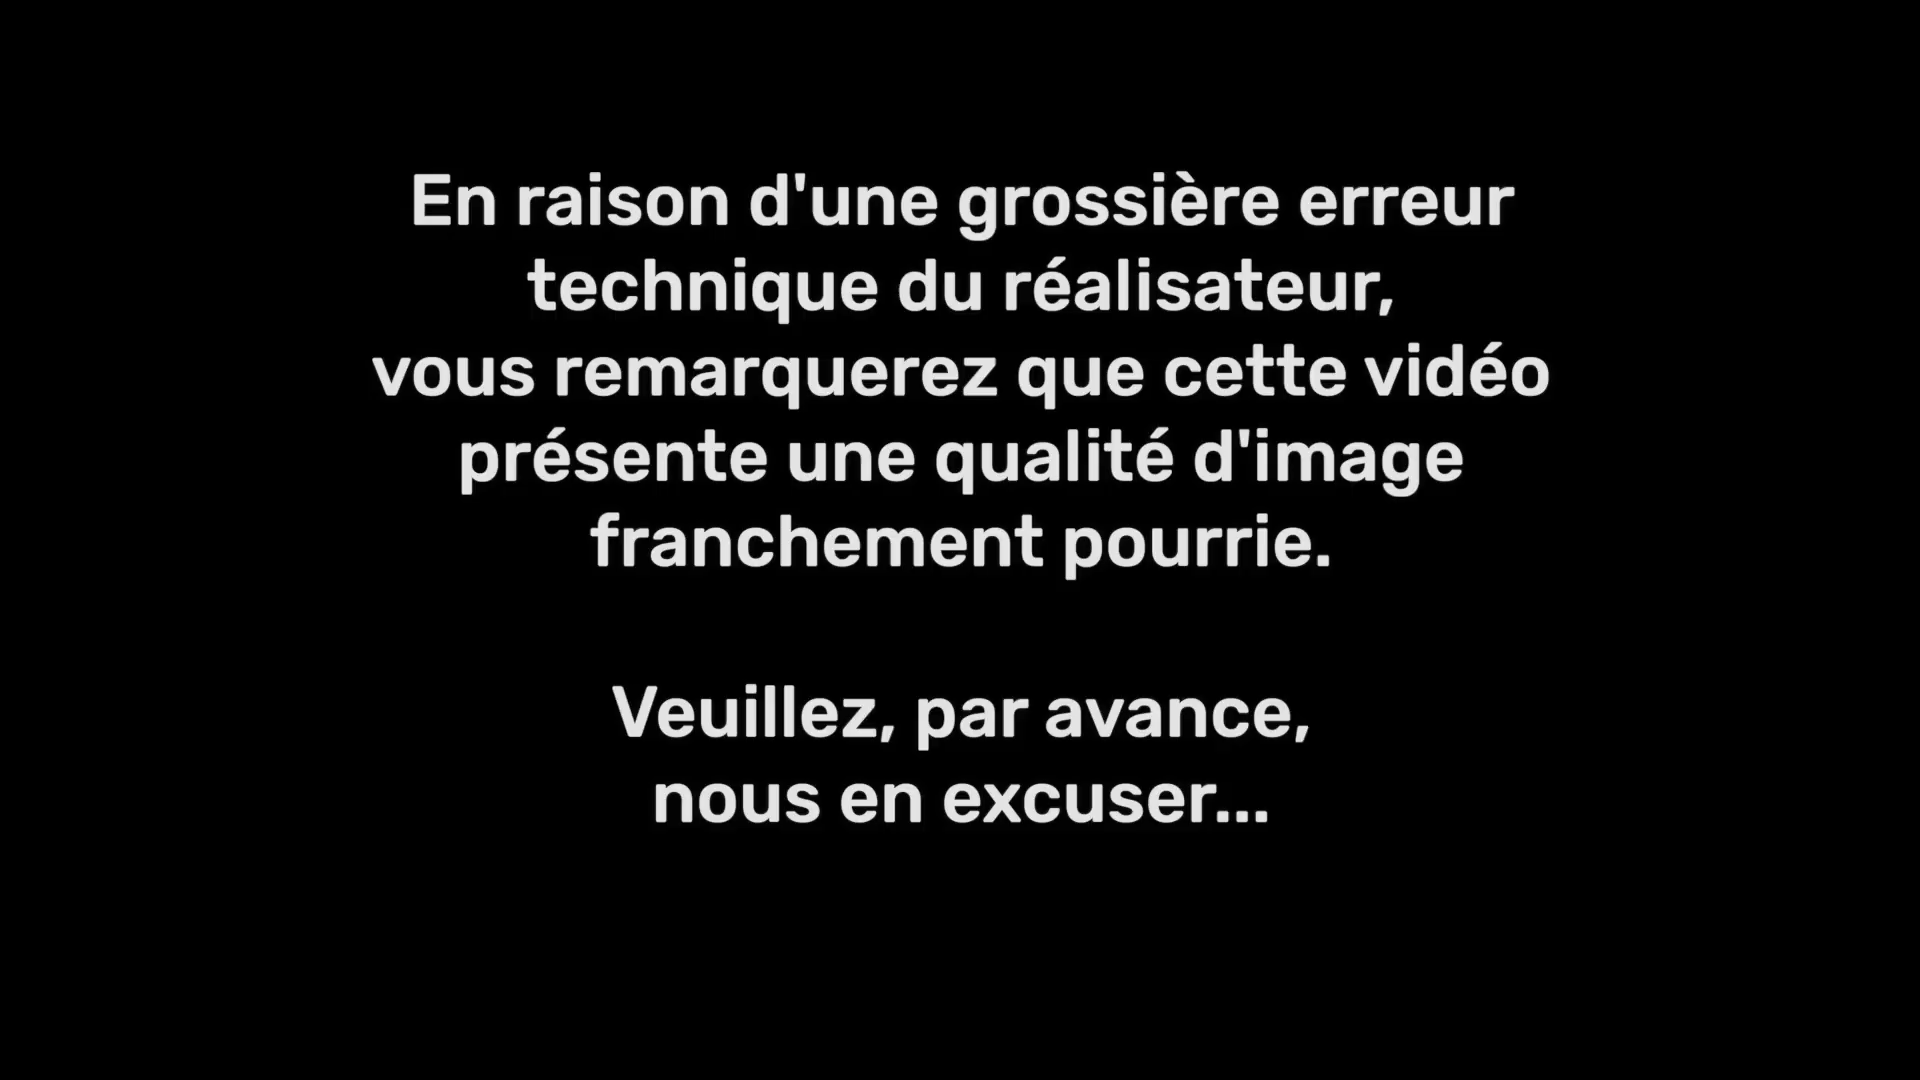 En raison d'une grossière erreur
technique du réalisateur,
vous remarquerez que cette vidéo
présente une qualité d'image
franchement pourrie.
Veuillez, par avance,
nous en excuser...